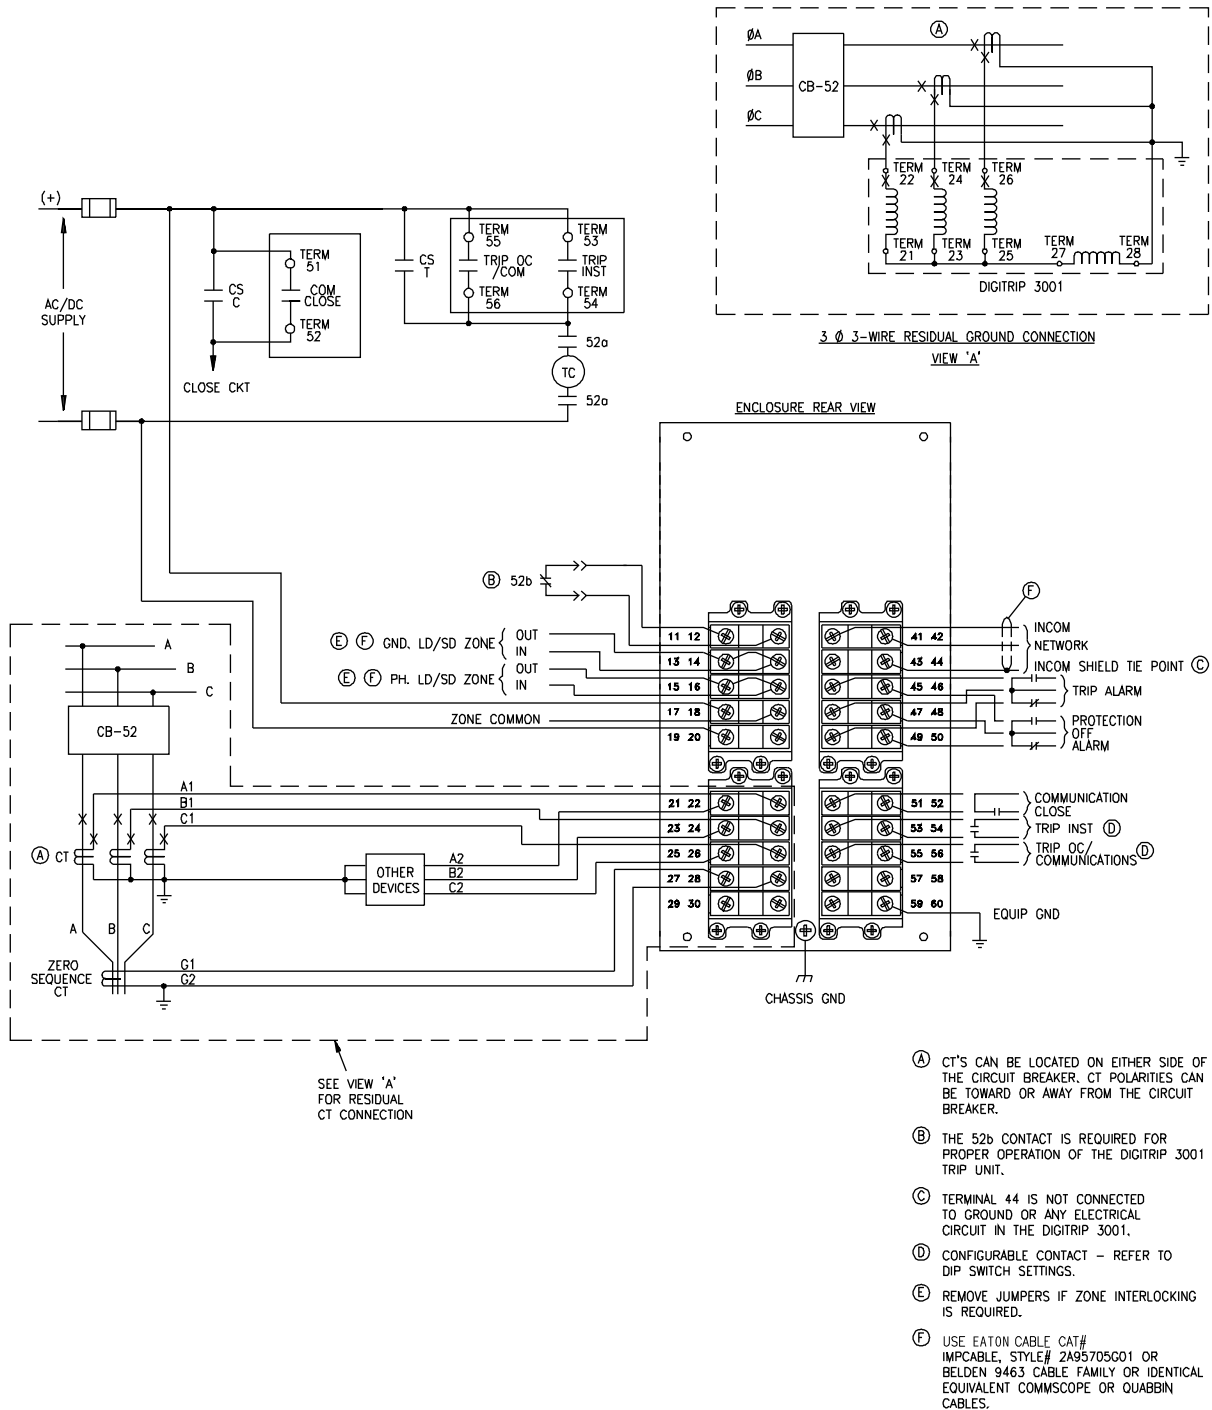 ØA
ØB
ØC
CB-52
Ⓐ
TERM 22
TERM 24
TERM 26
TERM 21
TERM 23
TERM 25
TERM 27
TERM 28
DIGITRIP 3001
3 Ø 3-WIRE RESIDUAL GROUND CONNECTION
VIEW 'A'
(+)
AC/DC
SUPPLY
CS
C
TERM
51
COM
CLOSE
TERM
52
CLOSE CKT
CS
T
TERM
55
TRIP OC
/COM
TERM
56
TERM
53
TRIP
INST
TERM
54
52a
TC
52a
ENCLOSURE REAR VIEW
Ⓑ 52b
Ⓔ Ⓕ GND. LD/SD ZONE
OUT
IN
Ⓔ Ⓕ PH. LD/SD ZONE
OUT
IN
ZONE COMMON
11 12
13 14
15 16
17 18
19 20
21 22
23 24
25 26
27 28
29 30
41 42
43 44
45 46
47 48
49 50
51 52
53 54
55 56
57 58
59 60
Ⓕ
INCOM
NETWORK
INCOM SHIELD TIE POINT Ⓒ
TRIP ALARM
PROTECTION
OFF
ALARM
COMMUNICATION
CLOSE
TRIP INST Ⓓ
TRIP OC/
COMMUNICATIONS Ⓓ
EQUIP GND
CHASSIS GND
A
B
C
CB-52
A1
B1
C1
Ⓐ CT
OTHER
DEVICES
A2
B2
C2
A
B
C
ZERO
SEQUENCE
CT
G1
G2
SEE VIEW 'A'
FOR RESIDUAL
CT CONNECTION
Ⓐ CT'S CAN BE LOCATED ON EITHER SIDE OF
THE CIRCUIT BREAKER. CT POLARITIES CAN
BE TOWARD OR AWAY FROM THE CIRCUIT
BREAKER.
Ⓑ THE 52b CONTACT IS REQUIRED FOR
PROPER OPERATION OF THE DIGITRIP 3001
TRIP UNIT.
Ⓒ TERMINAL 44 IS NOT CONNECTED
TO GROUND OR ANY ELECTRICAL
CIRCUIT IN THE DIGITRIP 3001.
Ⓓ CONFIGURABLE CONTACT - REFER TO
DIP SWITCH SETTINGS.
Ⓔ REMOVE JUMPERS IF ZONE INTERLOCKING
IS REQUIRED.
Ⓕ USE EATON CABLE CAT#
IMPCABLE, STYLE# 2A95705G01 OR
BELDEN 9463 CABLE FAMILY OR IDENTICAL
EQUIVALENT COMMSCOPE OR QUABBIN
CABLES.